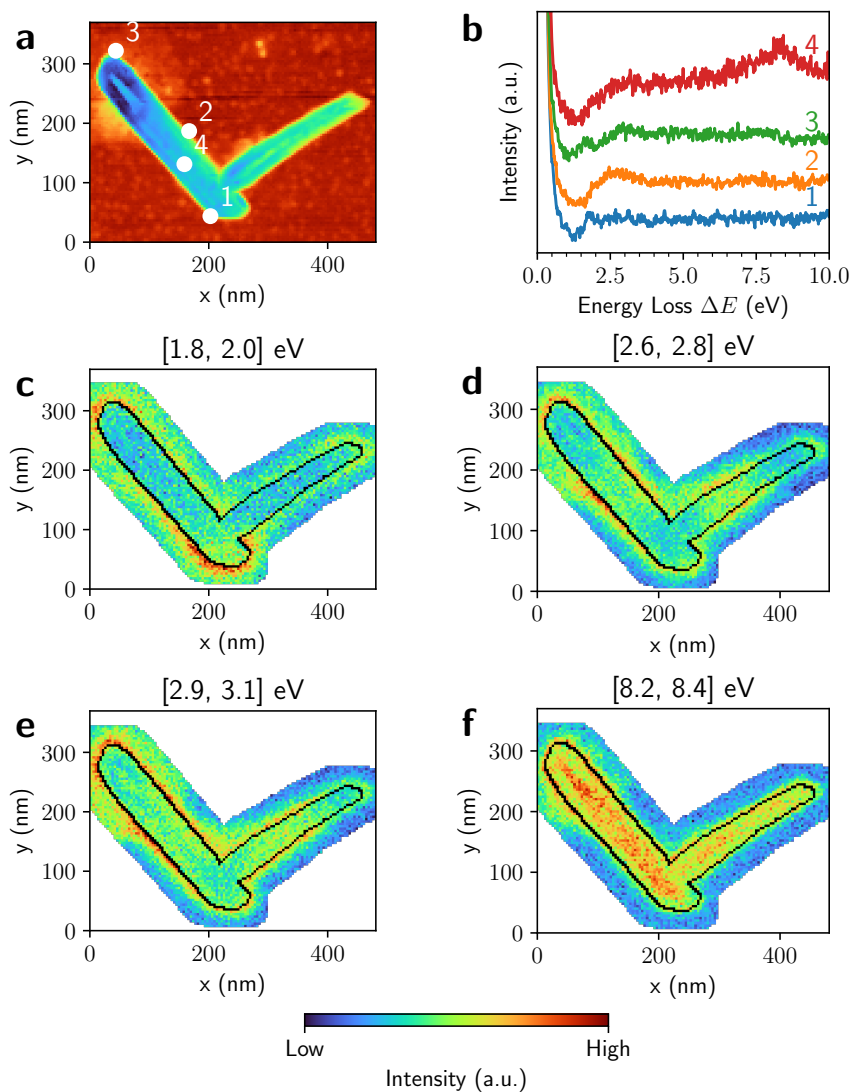 a
3
2
4
1
300
200
100
0
y (nm)
0
200
400
x (nm)
b
4
3
2
1
Intensity (a.u.)
0.0
2.5
5.0
7.5
10.0
Energy Loss ΔE (eV)
[1.8, 2.0] eV
c
300
200
100
0
y (nm)
0
200
400
x (nm)
[2.6, 2.8] eV
d
300
200
100
0
y (nm)
0
200
400
x (nm)
[2.9, 3.1] eV
e
300
200
100
0
y (nm)
0
200
400
x (nm)
[8.2, 8.4] eV
f
300
200
100
0
y (nm)
0
200
400
x (nm)
Low
High
Intensity (a.u.)